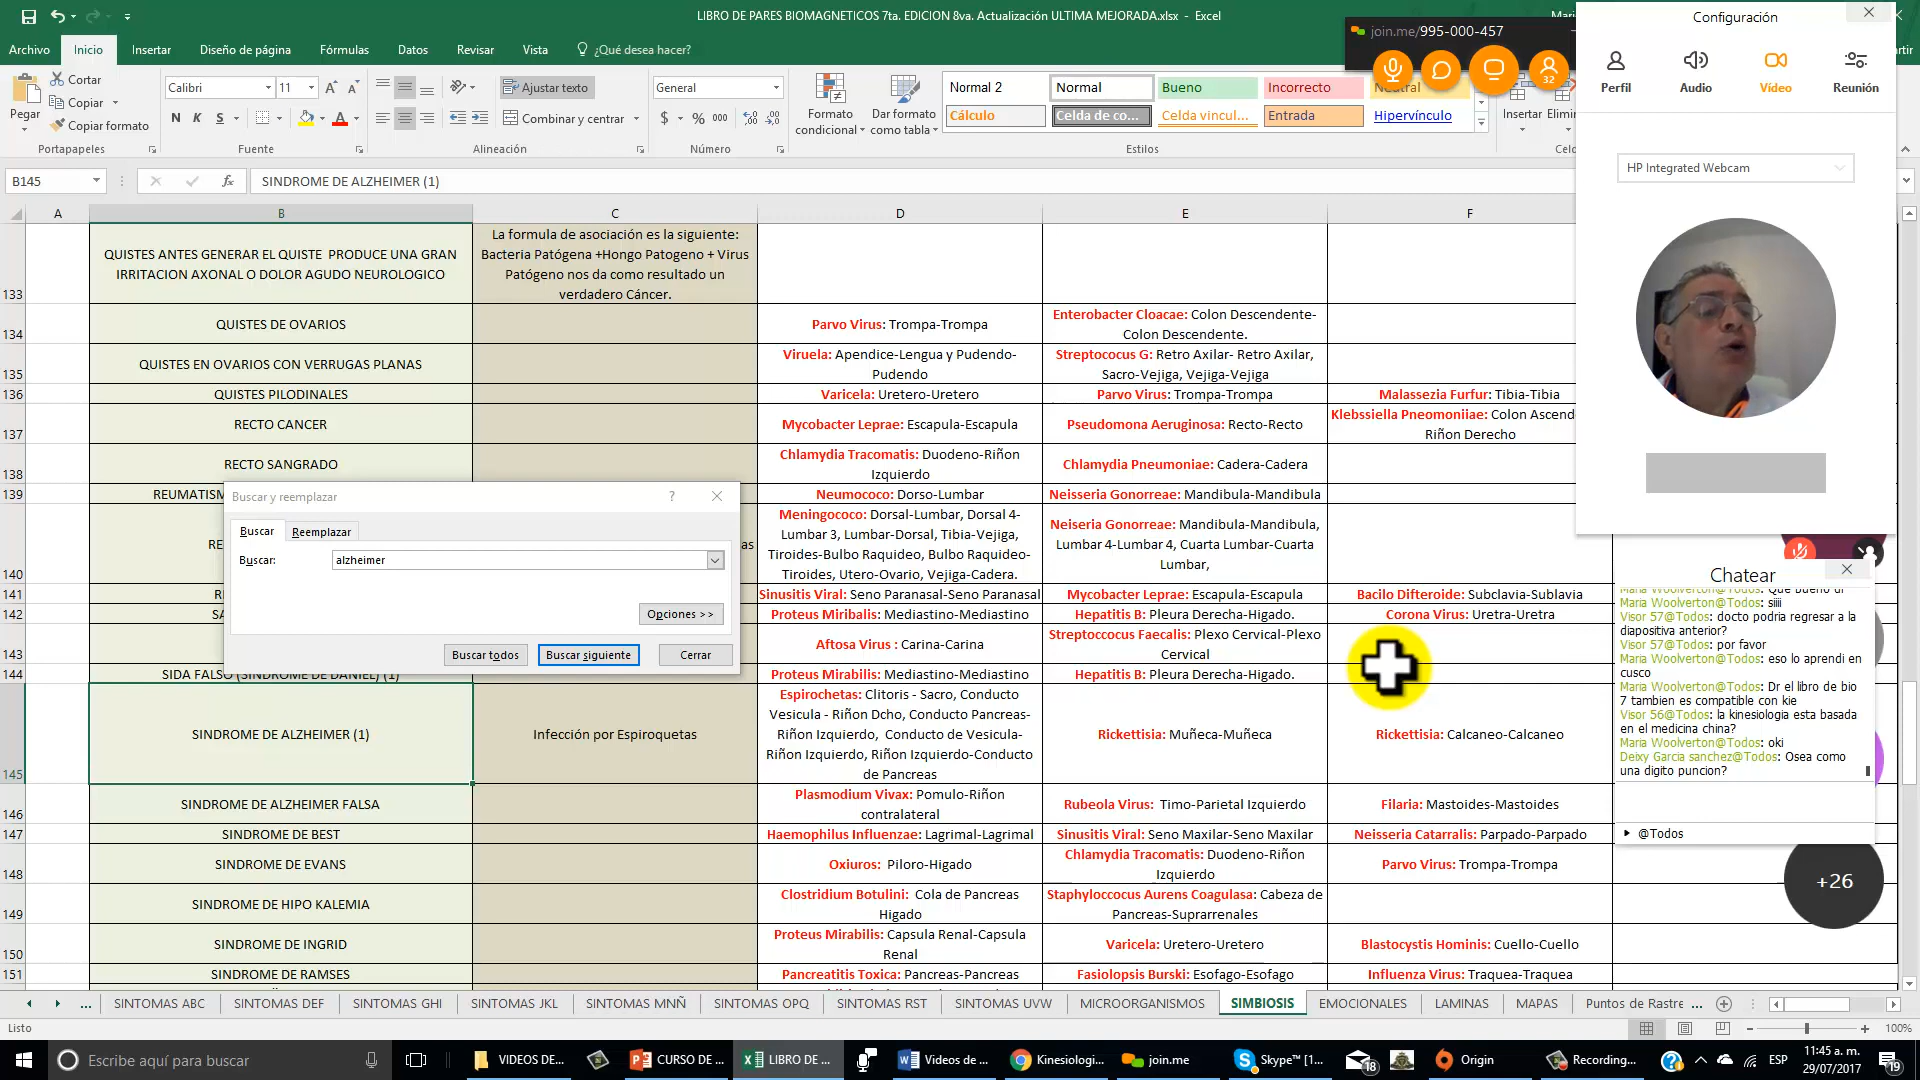 LIBRO DE PARES BIOMAGNETICOS 7ta. EDICION 8va. Actualización ULTIMA MEJORADA.xlsx - Excel
Archivo Inicio Insertar Diseño de página Fórmulas Datos Revisar Vista ¿Qué desea hacer?
Pegar
Cortar
Copiar
Copiar formato
Portapapeles
Calibri 11
N K S
Fuente
Ajustar texto
Combinar y centrar
Alineación
General
$ % 000
Número
Formato condicional
Dar formato como tabla
Normal 2 Normal Bueno Incorrecto Neutral
Cálculo Celda de co... Celda vincul... Entrada Hipervínculo
Estilos
Insertar Elimin
B145
fx SINDROME DE ALZHEIMER (1)
A B C D E F
133
QUISTES ANTES GENERAR EL QUISTE PRODUCE UNA GRAN
IRRITACION AXONAL O DOLOR AGUDO NEUROLOGICO
La formula de asociación es la siguiente:
Bacteria Patógena +Hongo Patogeno + Virus
Patógeno nos da como resultado un
verdadero Cáncer.
134
QUISTES DE OVARIOS
Parvo Virus: Trompa-Trompa
Enterobacter Cloacae: Colon Descendente-
Colon Descendente.
135
QUISTES EN OVARIOS CON VERRUGAS PLANAS
Viruela: Apendice-Lengua y Pudendo-
Pudendo
Streptococus G: Retro Axilar- Retro Axilar,
Sacro-Vejiga, Vejiga-Vejiga
136
QUISTES PILODINALES
Varicela: Uretero-Uretero
Parvo Virus: Trompa-Trompa
Malassezia Furfur: Tibia-Tibia
137
RECTO CANCER
Mycobacter Leprae: Escapula-Escapula
Pseudomona Aeruginosa: Recto-Recto
Klebssiella Pneomoniiae: Colon Ascend
Riñon Derecho
138
RECTO SANGRADO
Chlamydia Tracomatis: Duodeno-Riñon
Izquierdo
Chlamydia Pneumoniae: Cadera-Cadera
139
REUMATISM
Neumococo: Dorso-Lumbar
Neisseria Gonorreae: Mandibula-Mandibula
140
RE
as
Meningococo: Dorsal-Lumbar, Dorsal 4-
Lumbar 3, Lumbar-Dorsal, Tibia-Vejiga,
Tiroides-Bulbo Raquideo, Bulbo Raquideo-
Tiroides, Utero-Ovario, Vejiga-Cadera.
Neiseria Gonorreae: Mandibula-Mandibula,
Lumbar 4-Lumbar 4, Cuarta Lumbar-Cuarta
Lumbar,
141
Sinusitis Viral: Seno Paranasal-Seno Paranasal
Mycobacter Leprae: Escapula-Escapula
Bacilo Difteroide: Subclavia-Sublavia
142
Proteus Miribalis: Mediastino-Mediastino
Hepatitis B: Pleura Derecha-Higado.
Corona Virus: Uretra-Uretra
143
Aftosa Virus : Carina-Carina
Streptoccocus Faecalis: Plexo Cervical-Plexo
Cervical
144
SIDA FALSO (SINDROME DE DANIEL) (1)
Proteus Mirabilis: Mediastino-Mediastino
Hepatitis B: Pleura Derecha-Higado.
145
SINDROME DE ALZHEIMER (1)
Infección por Espiroquetas
Espirochetas: Clitoris - Sacro, Conducto
Vesicula - Riñon Dcho, Conducto Pancreas-
Riñon Izquierdo, Conducto de Vesicula-
Riñon Izquierdo, Riñon Izquierdo-Conducto
de Pancreas
Rickettisia: Muñeca-Muñeca
Rickettisia: Calcaneo-Calcaneo
146
SINDROME DE ALZHEIMER FALSA
Plasmodium Vivax: Pomulo-Riñon
contralateral
Rubeola Virus: Timo-Parietal Izquierdo
Filaria: Mastoides-Mastoides
147
SINDROME DE BEST
Haemophilus Influenzae: Lagrimal-Lagrimal
Sinusitis Viral: Seno Maxilar-Seno Maxilar
Neisseria Catarralis: Parpado-Parpado
148
SINDROME DE EVANS
Oxiuros: Piloro-Higado
Chlamydia Tracomatis: Duodeno-Riñon
Izquierdo
Parvo Virus: Trompa-Trompa
149
SINDROME DE HIPO KALEMIA
Clostridium Botulini: Cola de Pancreas
Higado
Staphyloccocus Aurens Coagulasa: Cabeza de
Pancreas-Suprarrenales
150
SINDROME DE INGRID
Proteus Mirabilis: Capsula Renal-Capsula
Renal
Varicela: Uretero-Uretero
Blastocystis Hominis: Cuello-Cuello
151
SINDROME DE RAMSES
Pancreatitis Toxica: Pancreas-Pancreas
Fasiolopsis Burski: Esofago-Esofago
Influenza Virus: Traquea-Traquea
Buscar y reemplazar
? 
Buscar Reemplazar
Buscar: alzheimer
Opciones >>
Buscar todos Buscar siguiente Cerrar
join.me/995-000-457
32
Configuración
Perfil Audio Vídeo Reunión
HP Integrated Webcam
Chatear
Maria Woolverton@Todos: Que bueno dr
Maria Woolverton@Todos: siiii
Visor 57@Todos: docto podria regresar a la
diapositiva anterior?
Visor 57@Todos: por favor
Maria Woolverton@Todos: eso lo aprendi en
cusco
Maria Woolverton@Todos: Dr el libro de bio
7 tambien es compatible con kie
Visor 56@Todos: la kinesiologia esta basada
en el medicina china?
Maria Woolverton@Todos: oki
Deixy Garcia sanchez@Todos: Osea como
una digito puncion?
@Todos
+26
... SINTOMAS ABC SINTOMAS DEF SINTOMAS GHI SINTOMAS JKL SINTOMAS MNÑ SINTOMAS OPQ SINTOMAS RST SINTOMAS UVW MICROORGANISMOS SIMBIOSIS EMOCIONALES LAMINAS MAPAS Puntos de Rastre ...
Listo
100%
Escribe aquí para buscar
VIDEOS DE...
CURSO DE ...
LIBRO DE ...
Videos de ...
Kinesiologi...
join.me
Skype™ [1...
18
Origin
Recording...
ESP
11:45 a. m.
29/07/2017
19